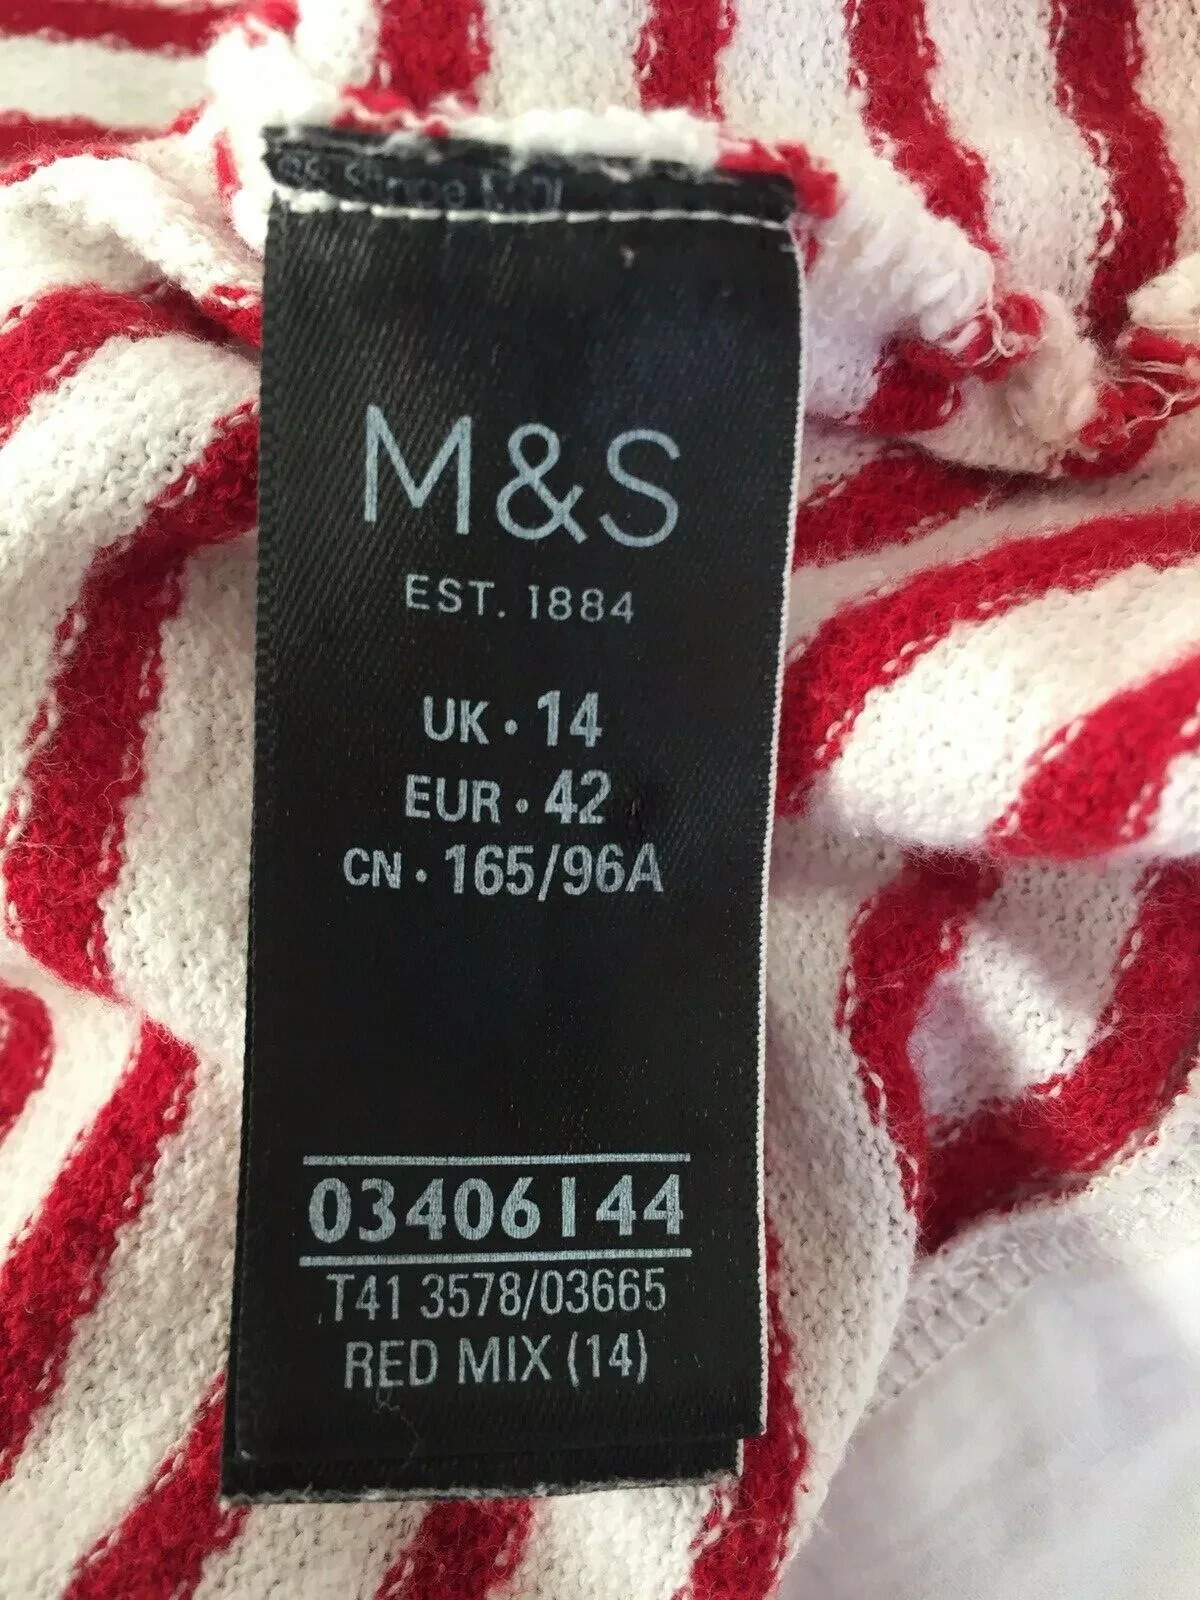 M&S
EST. 1884
UK • 14
EUR • 42
CN • 165/96A
03406144
T41 3578/03665
RED MIX (14)